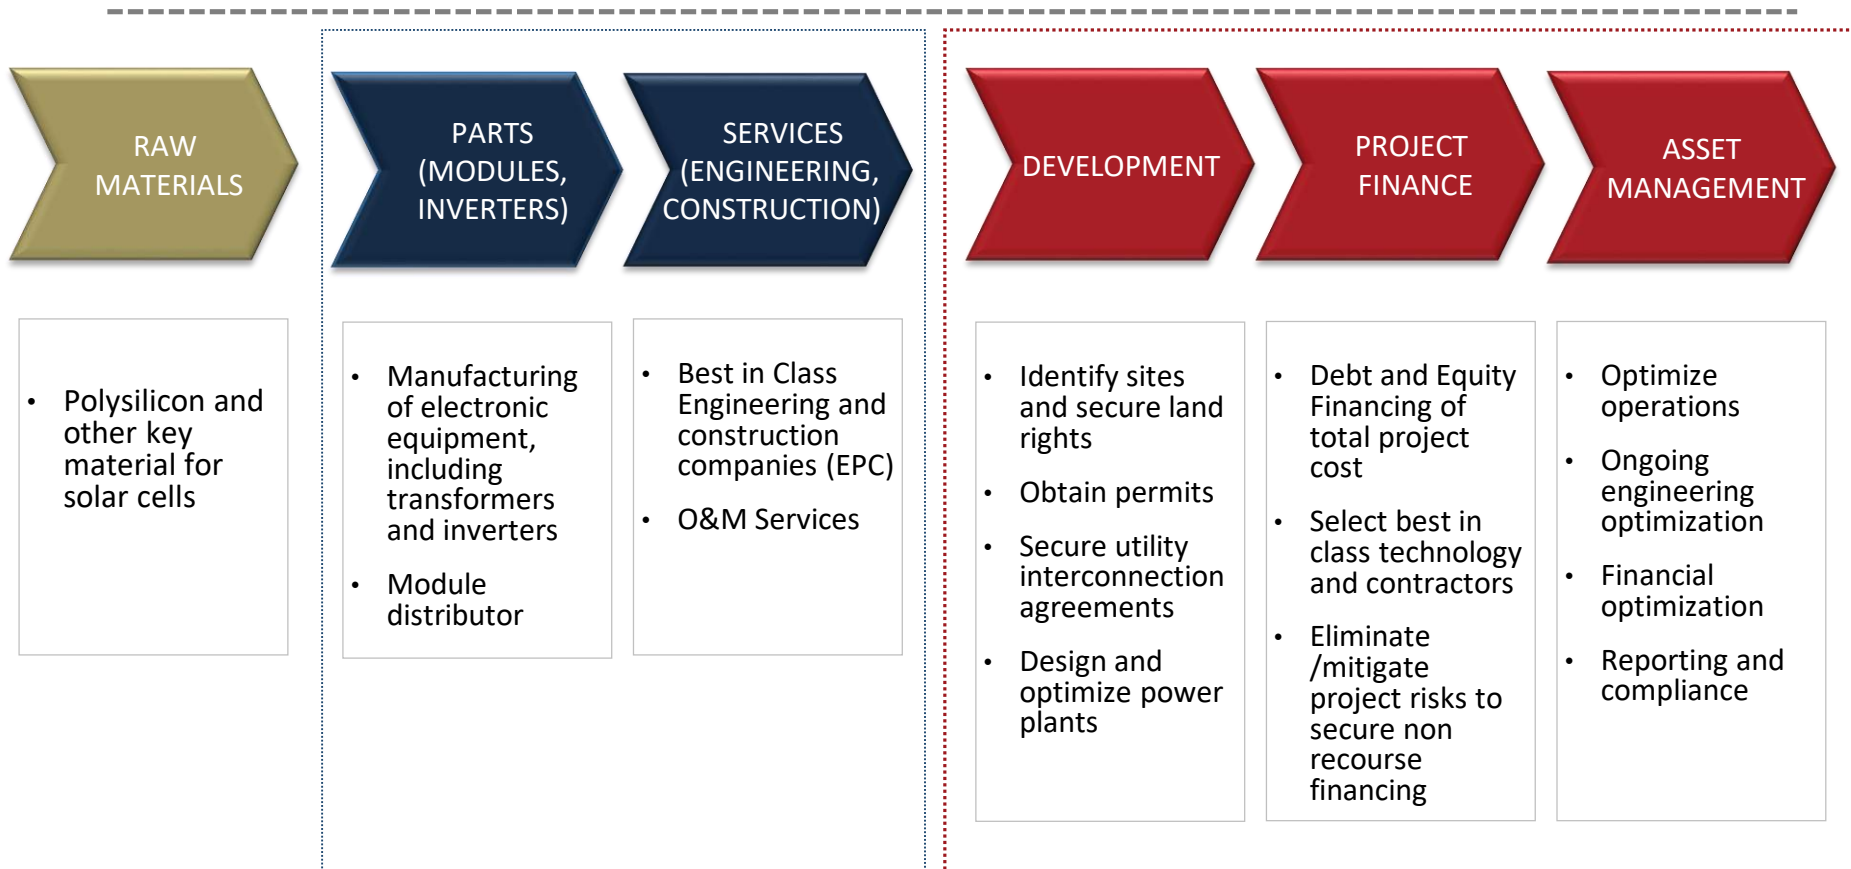 RAW
MATERIALS
PARTS
(MODULES,
INVERTERS)
SERVICES
(ENGINEERING,
CONSTRUCTION)
DEVELOPMENT
PROJECT
FINANCE
ASSET
MANAGEMENT
• Polysilicon and
other key
material for
solar cells
• Manufacturing
of electronic
equipment,
including
transformers
and inverters
• Module
distributor
• Best in Class
Engineering and
construction
companies (EPC)
• O&M Services
• Identify sites
and secure land
rights
• Obtain permits
• Secure utility
interconnection
agreements
• Design and
optimize power
plants
• Debt and Equity
Financing of
total project
cost
• Select best in
class technology
and contractors
• Eliminate
/mitigate
project risks to
secure non
recourse
financing
• Optimize
operations
• Ongoing
engineering
optimization
• Financial
optimization
• Reporting and
compliance